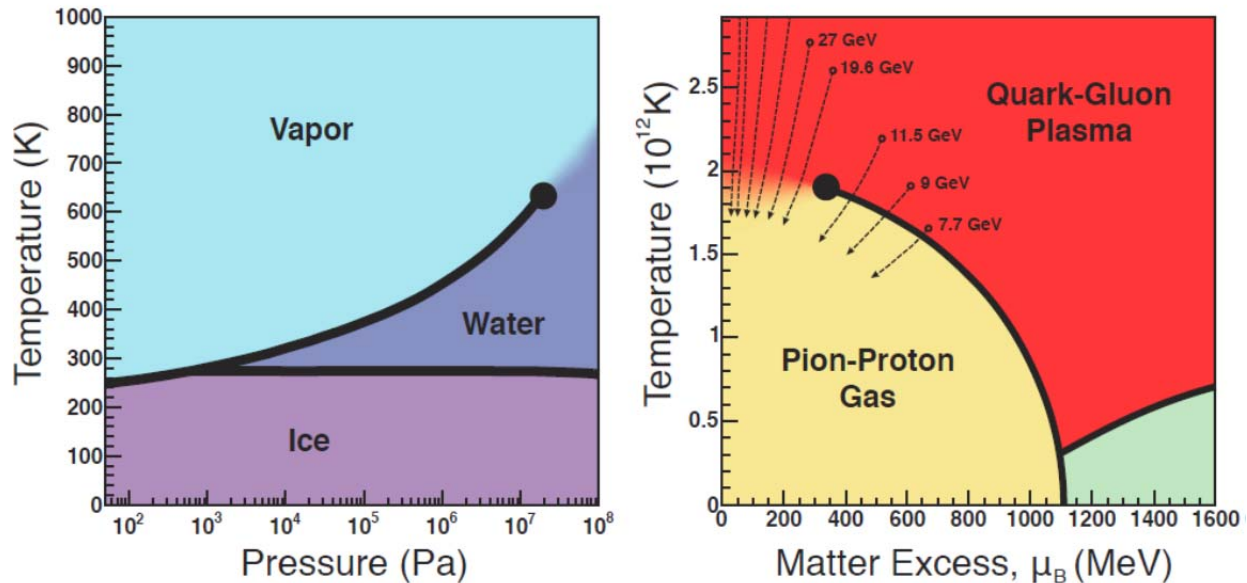 1000
900
800
700
600
500
400
300
200
100
0
Temperature (K)
Vapor
Water
Ice
10² 10³ 10⁴ 10⁵ 10⁶ 10⁷ 10⁸
Pressure (Pa)
2.5
2
1.5
1
0.5
0
Temperature (10¹² K)
27 GeV
19.6 GeV
11.5 GeV
9 GeV
7.7 GeV
Quark-Gluon
Plasma
Pion-Proton
Gas
0 200 400 600 800 1000 1200 1400 1600
Matter Excess, μ_B (MeV)